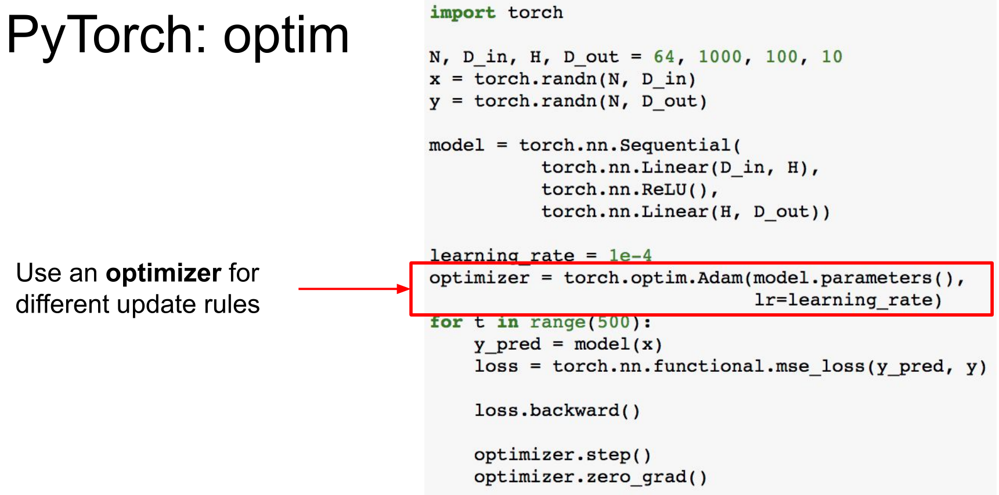 PyTorch: optim
Use an optimizer for
different update rules
import torch
N, D_in, H, D_out = 64, 1000, 100, 10
x = torch.randn(N, D_in)
y = torch.randn(N, D_out)
model = torch.nn.Sequential(
          torch.nn.Linear(D_in, H),
          torch.nn.ReLU(),
          torch.nn.Linear(H, D_out))
learning_rate = 1e-4
optimizer = torch.optim.Adam(model.parameters(),
                             lr=learning_rate)
for t in range(500):
    y_pred = model(x)
    loss = torch.nn.functional.mse_loss(y_pred, y)
    loss.backward()
    optimizer.step()
    optimizer.zero_grad()